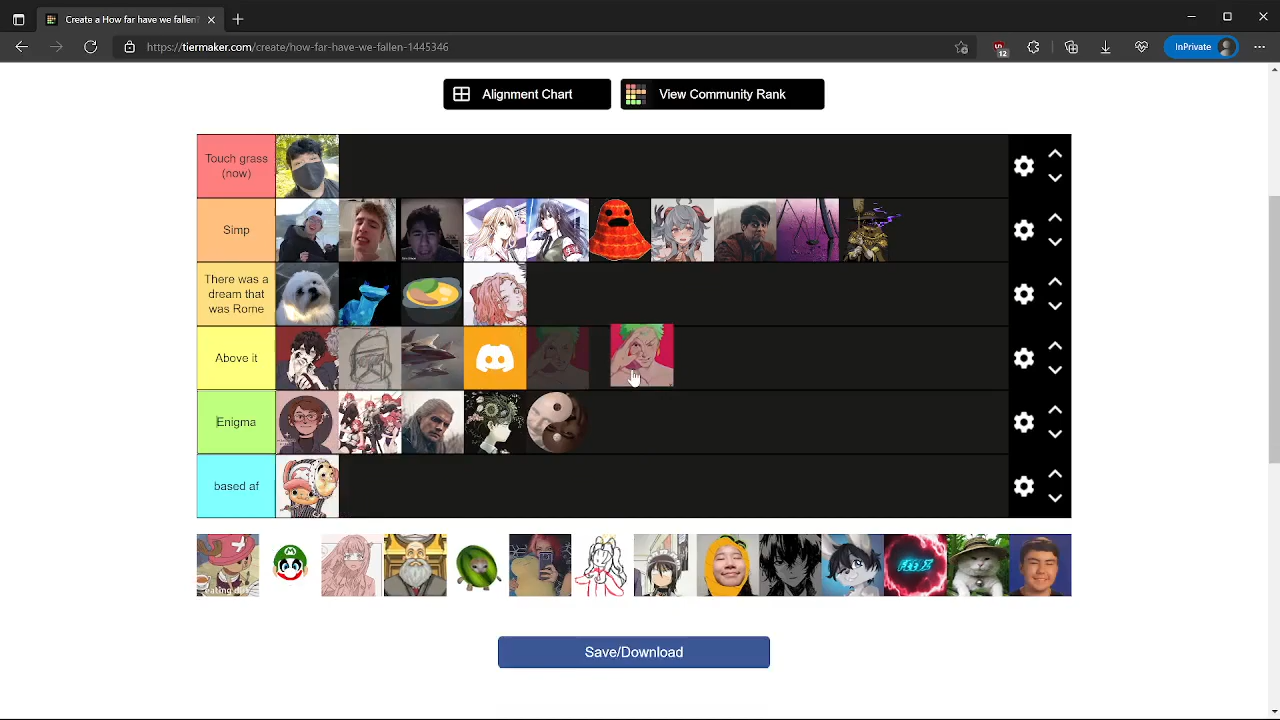 Create a How far have we fallen?
https://tiermaker.com/create/how-far-have-we-fallen-1445346
12
InPrivate
Alignment Chart
View Community Rank
Touch grass
(now)
Simp
There was a
dream that
was Rome
Above it
Enigma
based af
Save/Download